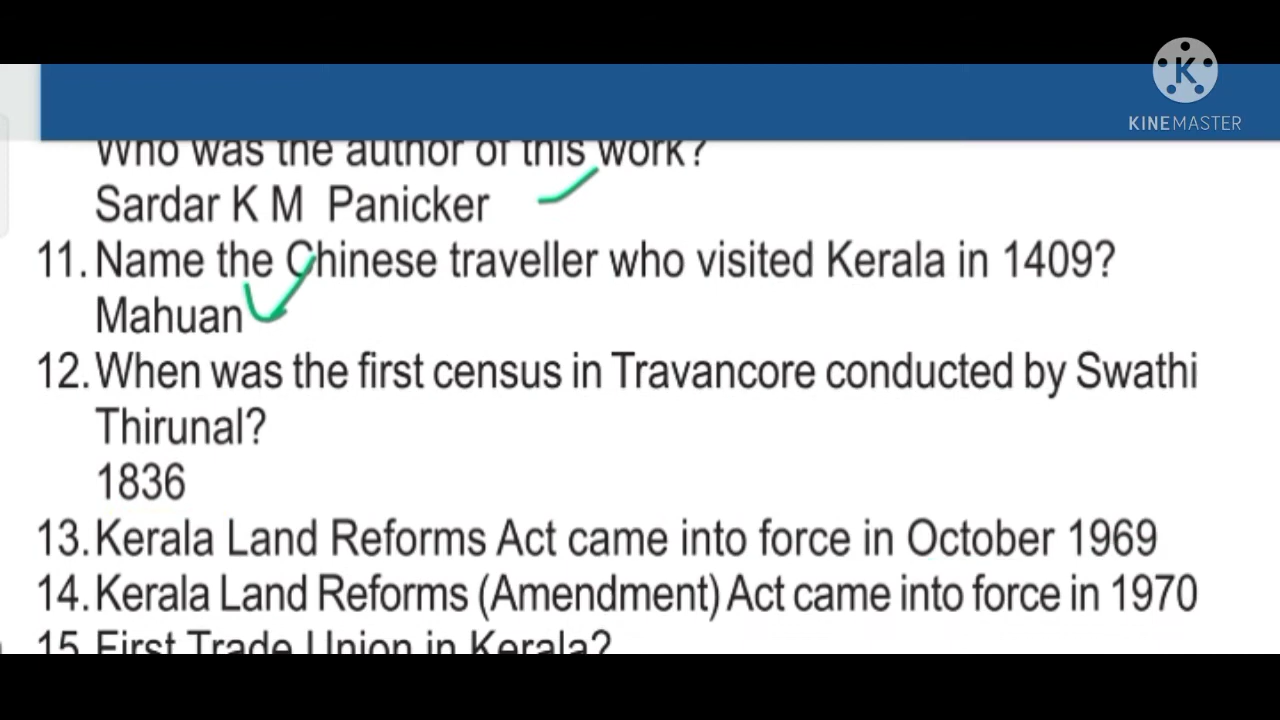 K
KINEMASTER
Who was the author of this work?
Sardar K M Panicker
11. Name the Chinese traveller who visited Kerala in 1409?
Mahuan
12. When was the first census in Travancore conducted by Swathi
Thirunal?
1836
13. Kerala Land Reforms Act came into force in October 1969
14. Kerala Land Reforms (Amendment) Act came into force in 1970
15 First Trade Union in Kerala?